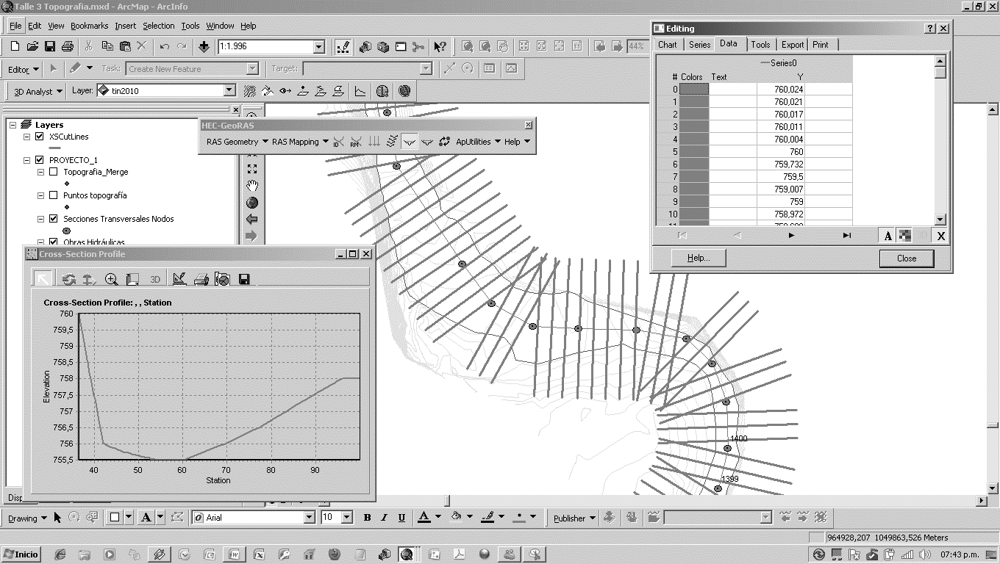 Talle 3 Topografia.mxd - ArcMap - ArcInfo
File Edit View Bookmarks Insert Selection Tools Window Help
1:1.996
44%
Editor Task: Create New Feature Target:
3D Analyst Layer: tin2010
Layers
XSCutLines
PROYECTO_1
Topografia_Merge
Puntos topografía
Secciones Transversales Nodos
Obras Hidráulicas
HEC-GeoRAS
RAS Geometry RAS Mapping ID RM ApUtilities Help
Editing
Chart Series Data Tools Export Print
Series0
# Colors Text Y
0 760,024
1 760,021
2 760,017
3 760,011
4 760,004
5 760
6 759,732
7 759,5
8 759,007
9 759
10 758,972
A 3D X
Help... Close
Cross-Section Profile
3D
Cross-Section Profile: , , Station
760
759,5
759
758,5
758
757,5
757
756,5
756
755,5
Elevation
40 50 60 70 80 90
Station
1400
1399
Disp
Drawing A Arial 10 B I U A Publisher
964928,207 1049863,526 Meters
Inicio 07:43 p.m.